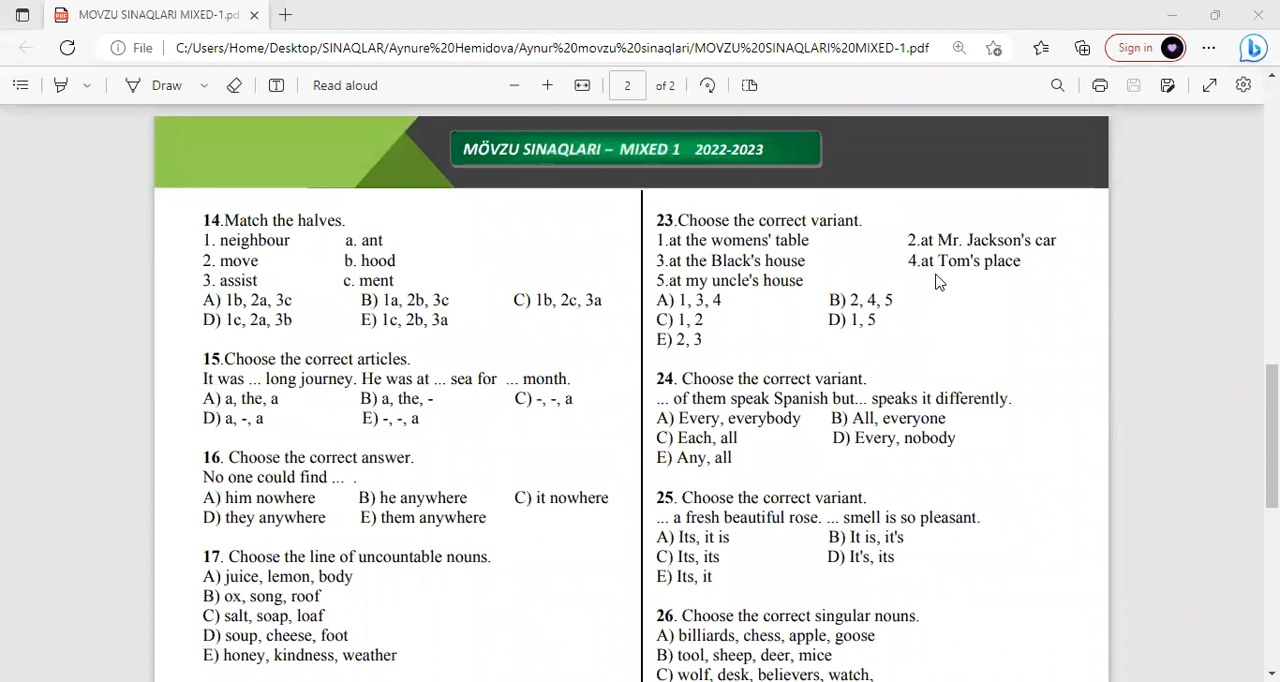 MOVZU SINAQLARI MIXED-1.pd
File C:/Users/Home/Desktop/SINAQLAR/Aynure%20Hemidova/Aynur%20movzu%20sinaqlari/MOVZU%20SINAQLARI%20MIXED-1.pdf Sign in
Draw Read aloud 2 of 2
MÖVZU SINAQLARI – MIXED 1 2022-2023
14.Match the halves.
1. neighbour a. ant
2. move b. hood
3. assist c. ment
A) 1b, 2a, 3c B) 1a, 2b, 3c C) 1b, 2c, 3a
D) 1c, 2a, 3b E) 1c, 2b, 3a
15.Choose the correct articles.
It was ... long journey. He was at ... sea for ... month.
A) a, the, a B) a, the, - C) -, -, a
D) a, -, a E) -, -, a
16. Choose the correct answer.
No one could find ... .
A) him nowhere B) he anywhere C) it nowhere
D) they anywhere E) them anywhere
17. Choose the line of uncountable nouns.
A) juice, lemon, body
B) ox, song, roof
C) salt, soap, loaf
D) soup, cheese, foot
E) honey, kindness, weather
23.Choose the correct variant.
1.at the womens' table 2.at Mr. Jackson's car
3.at the Black's house 4.at Tom's place
5.at my uncle's house
A) 1, 3, 4 B) 2, 4, 5
C) 1, 2 D) 1, 5
E) 2, 3
24. Choose the correct variant.
... of them speak Spanish but... speaks it differently.
A) Every, everybody B) All, everyone
C) Each, all D) Every, nobody
E) Any, all
25. Choose the correct variant.
... a fresh beautiful rose. ... smell is so pleasant.
A) Its, it is B) It is, it's
C) Its, its D) It's, its
E) Its, it
26. Choose the correct singular nouns.
A) billiards, chess, apple, goose
B) tool, sheep, deer, mice
C) wolf, desk, believers, watch,